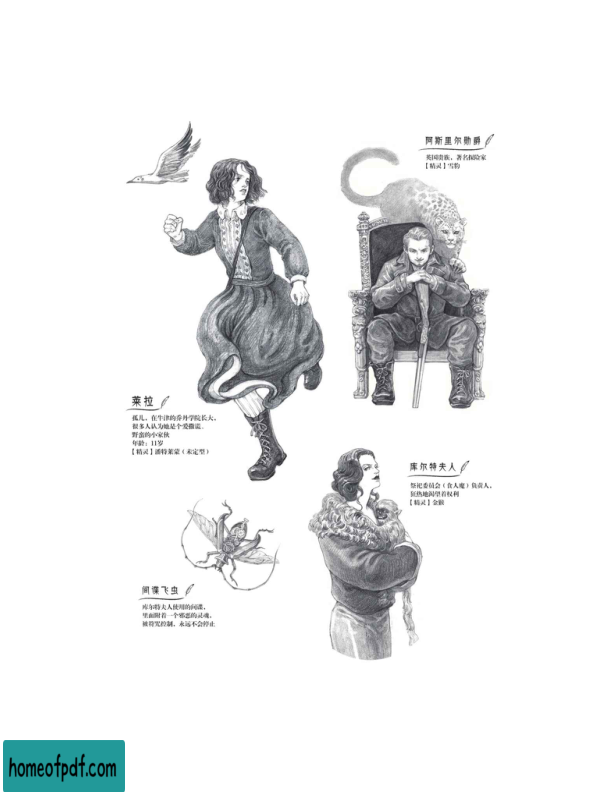 阿斯里尔勋爵
英国贵族，著名探险家
【精灵】雪豹
莱拉
孤儿，在牛津的乔丹学院长大，
很多人认为她是个爱撒谎、
野蛮的小家伙
年龄：11岁
【精灵】潘特莱蒙（未定型）
库尔特夫人
祭祀委员会（食人魔）负责人，
狂热地渴望着权利
【精灵】金猴
间谍飞虫
库尔特夫人使用的间谍，
里面附着一个邪恶的灵魂，
被符咒控制，永远不会停止
homeofpdf.com